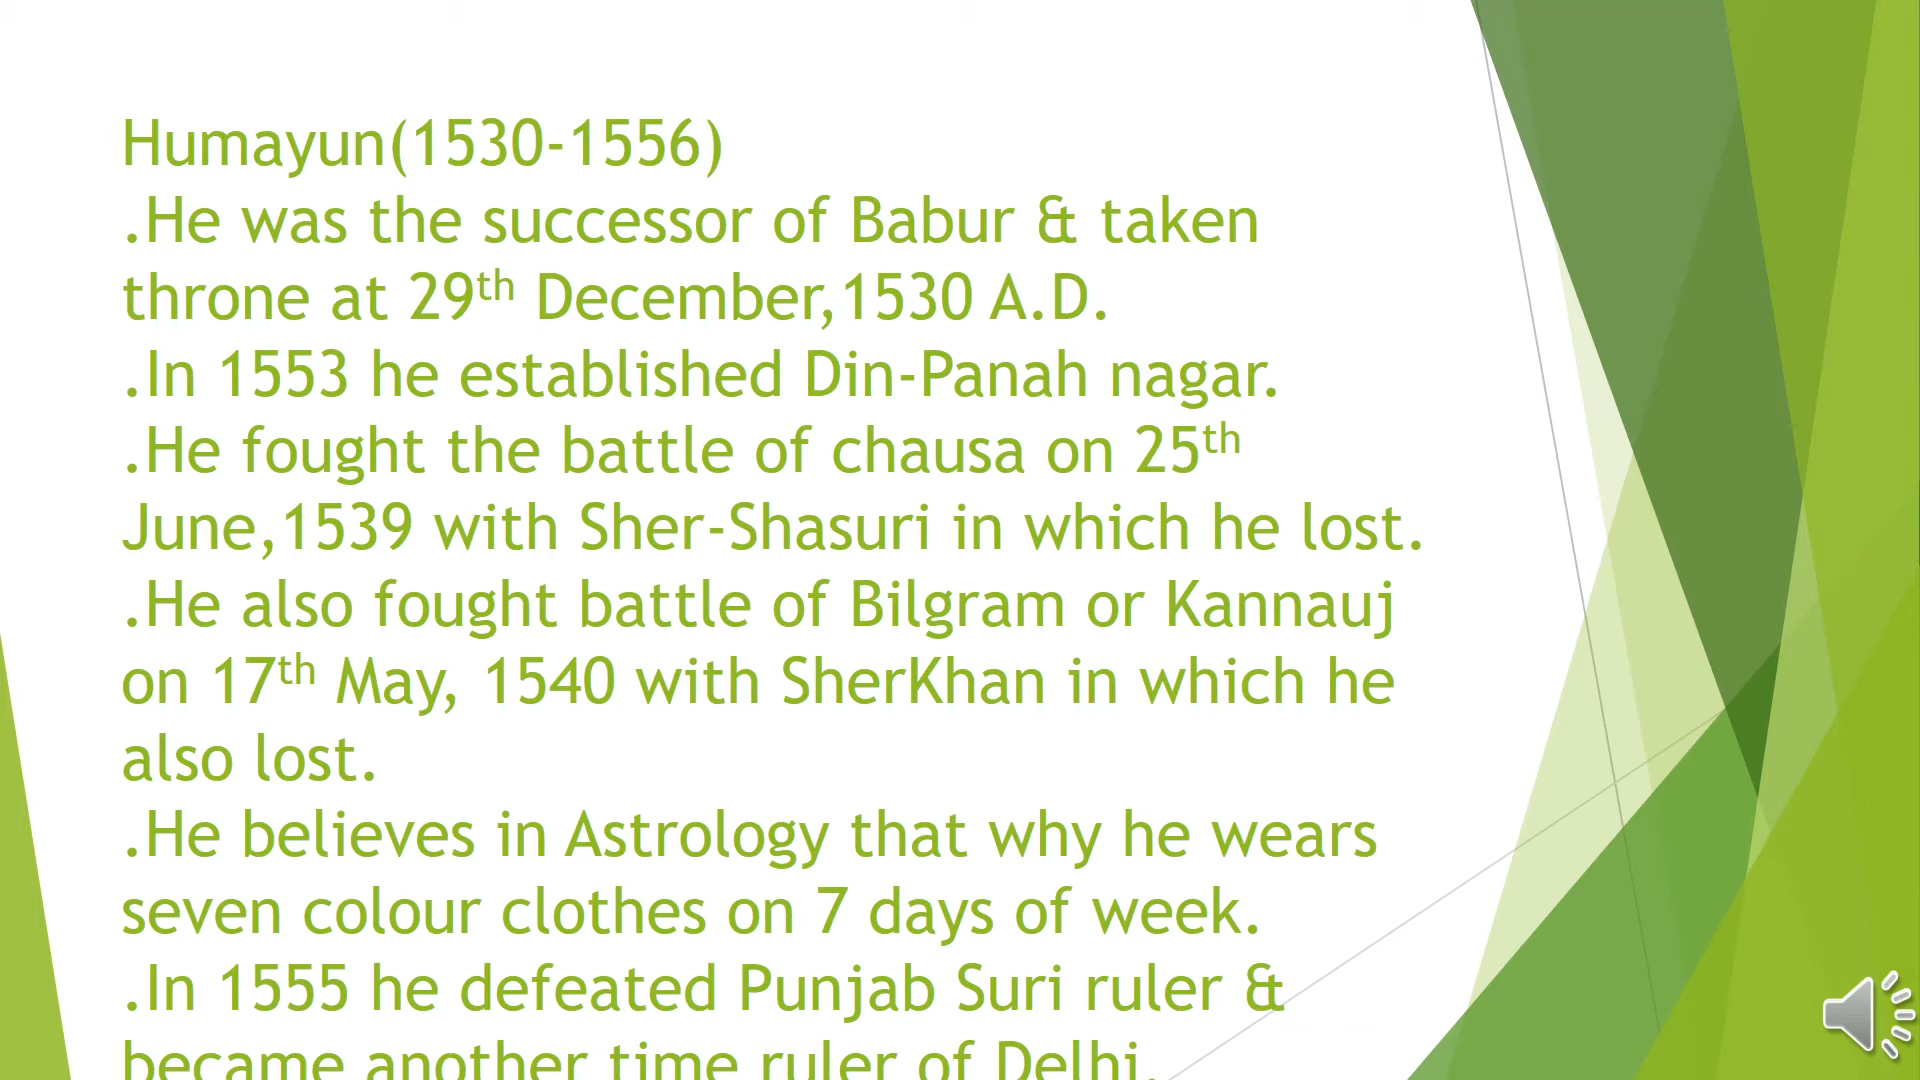 Humayun(1530-1556)
.He was the successor of Babur & taken
throne at 29th December,1530 A.D.
.In 1553 he established Din-Panah nagar.
.He fought the battle of chausa on 25th
June,1539 with Sher-Shasuri in which he lost.
.He also fought battle of Bilgram or Kannauj
on 17th May, 1540 with SherKhan in which he
also lost.
.He believes in Astrology that why he wears
seven colour clothes on 7 days of week.
.In 1555 he defeated Punjab Suri ruler &
became another time ruler of Delhi.